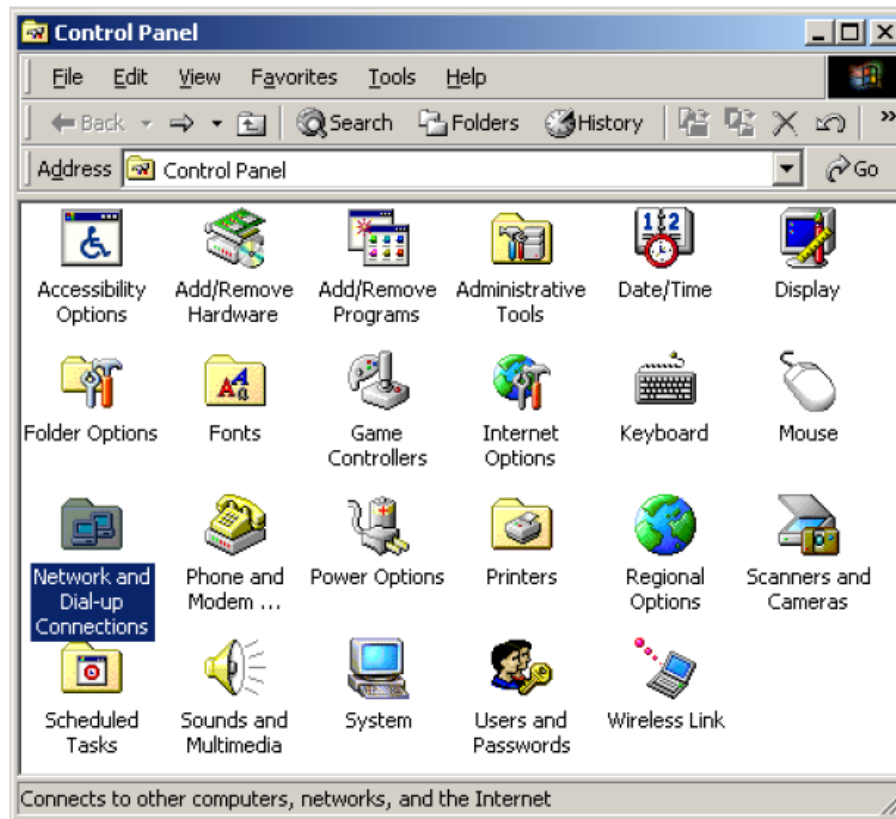 Control Panel
File Edit View Favorites Tools Help
Back Search Folders History »
Address Control Panel Go
Accessibility Options
Add/Remove Hardware
Add/Remove Programs
Administrative Tools
Date/Time
Display
Folder Options
Fonts
Game Controllers
Internet Options
Keyboard
Mouse
Network and Dial-up Connections
Phone and Modem ...
Power Options
Printers
Regional Options
Scanners and Cameras
Scheduled Tasks
Sounds and Multimedia
System
Users and Passwords
Wireless Link
Connects to other computers, networks, and the Internet